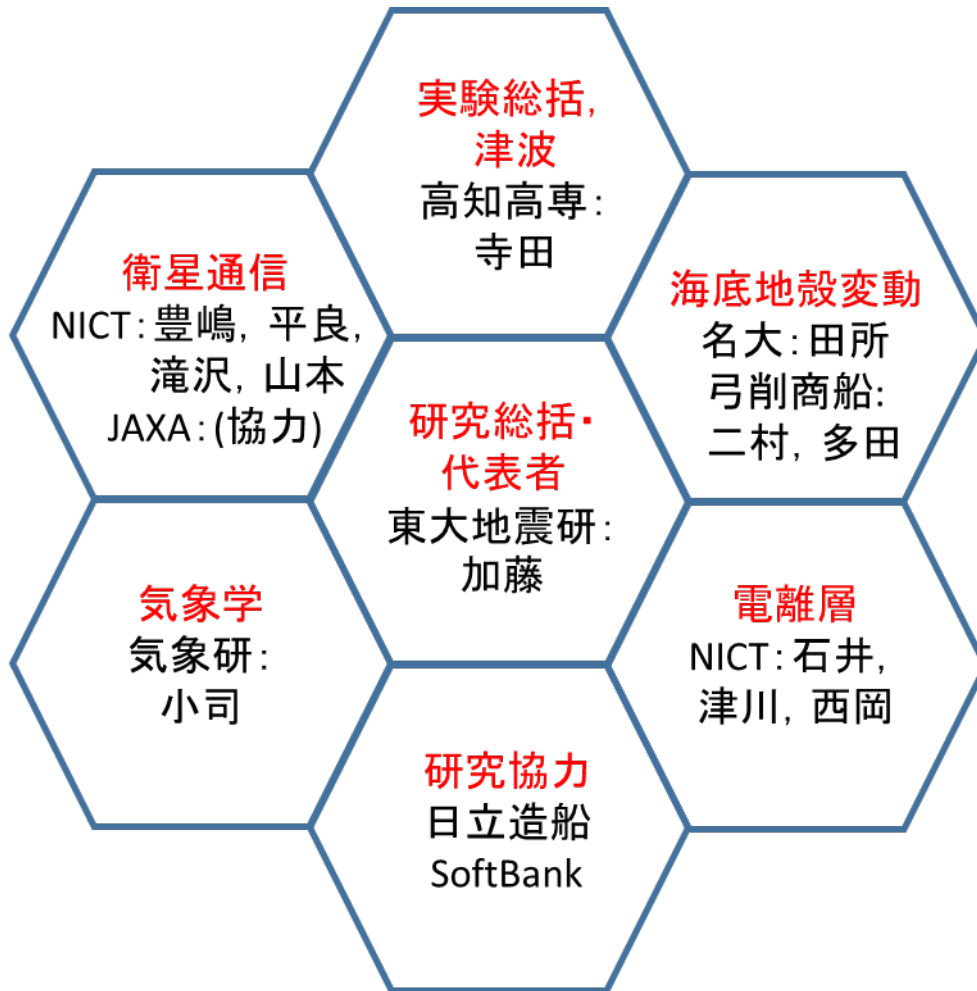 実験総括,
津波
高知高専:
寺田
衛星通信
NICT:豊嶋, 平良,
滝沢, 山本
JAXA:(協力)
海底地殻変動
名大:田所
弓削商船:
二村, 多田
研究総括・
代表者
東大地震研:
加藤
気象学
気象研:
小司
電離層
NICT:石井,
津川, 西岡
研究協力
日立造船
SoftBank